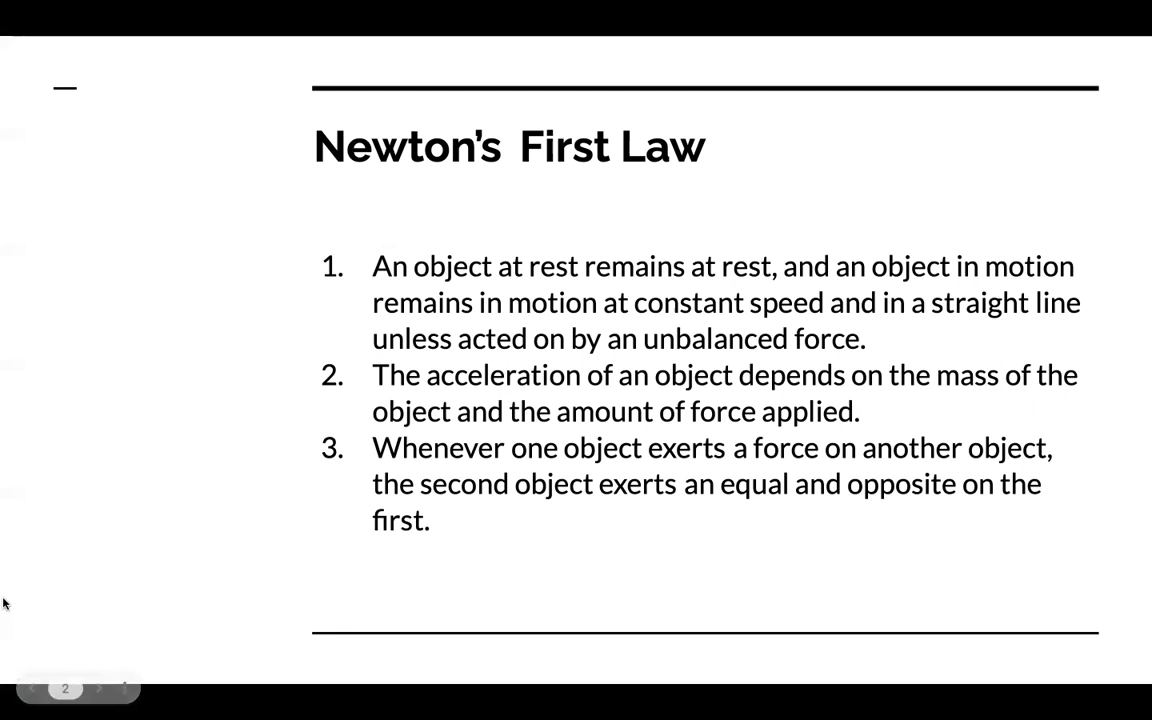 Newton's First Law
1. An object at rest remains at rest, and an object in motion
remains in motion at constant speed and in a straight line
unless acted on by an unbalanced force.
2. The acceleration of an object depends on the mass of the
object and the amount of force applied.
3. Whenever one object exerts a force on another object,
the second object exerts an equal and opposite on the
first.
2